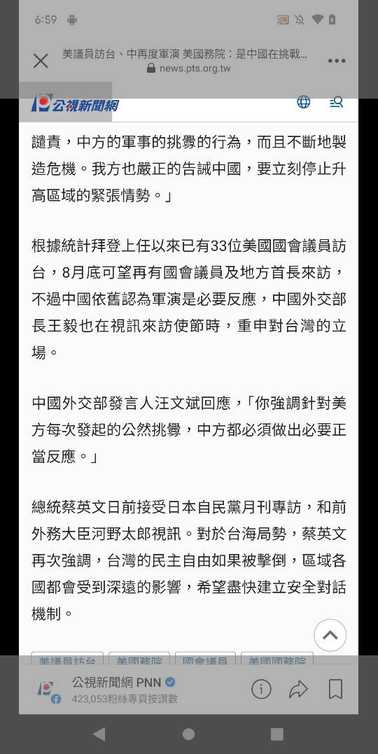 6:59
美議員訪台、中再度軍演 美國務院：是中國在挑戰...
news.pts.org.tw
公視新聞網
譴責，中方的軍事的挑釁的行為，而且不斷地製
造危機。我方也嚴正的告誡中國，要立刻停止升
高區域的緊張情勢。」
根據統計拜登上任以來已有33位美國國會議員訪
台，8月底可望再有國會議員及地方首長來訪，
不過中國依舊認為軍演是必要反應，中國外交部
長王毅也在視訊來訪使節時，重申對台灣的立
場。
中國外交部發言人汪文斌回應，「你強調針對美
方每次發起的公然挑釁，中方都必須做出必要正
當反應。」
總統蔡英文日前接受日本自民黨月刊專訪，和前
外務大臣河野太郎視訊。對於台海局勢，蔡英文
再次強調，台灣的民主自由如果被擊倒，區域各
國都會受到深遠的影響，希望盡快建立安全對話
機制。
美議員訪台 美國務院 國會議員 美國國務院
公視新聞網 PNN
423,053粉絲專頁按讚數